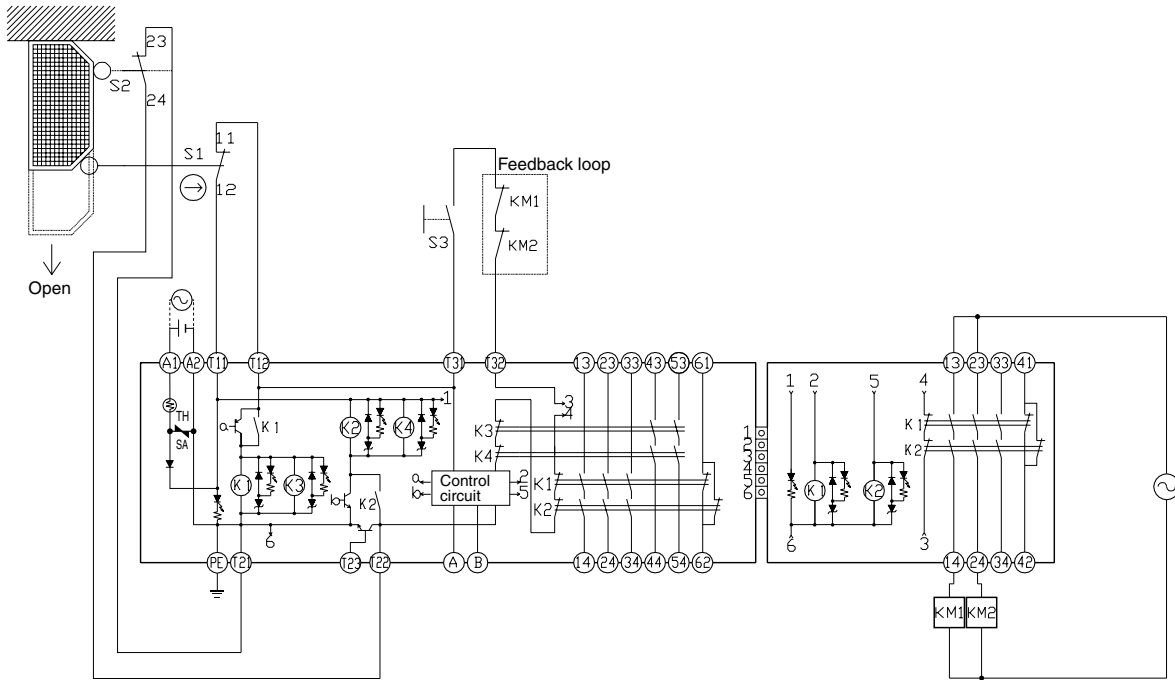 23
S2
24
11
S1
12
Open
Feedback loop
KM1
S3
KM2
A1 A2 T11 T12 T31 T32 13 23 33 43 53 61
13 23 33 41
1 2 5 4
1
3
4
TH
SA
a
K1
K2
K4
K3
K4
K1
K2
1
2
3
4
5
6
K1
K3
b
K2
a
b
Control
circuit
2
5
K1
K2
K1
K2
6
6
3
PE T21 T23 T22 A B 14 24 34 44 54 62
14 24 34 42
KM1 KM2